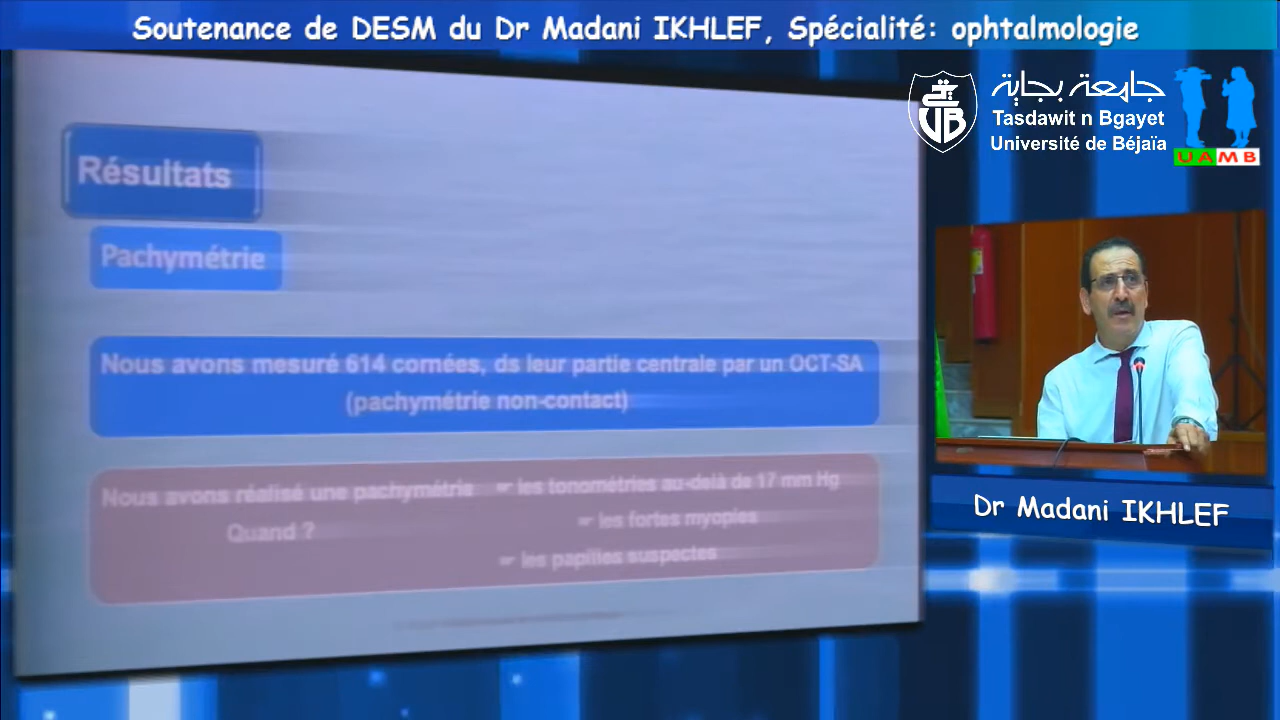 Soutenance de DESM du Dr Madani IKHLEF, Spécialité: ophtalmologie
جامعة بجاية
Tasdawit n Bgayet
Université de Béjaïa
UAMB
Résultats
Pachymétrie
Nous avons mesuré 614 cornées, ds leur partie centrale par un OCT-SA
(pachymétrie non-contact)
Nous avons réalisé une pachymétrie ☛ les tonométries au-delà de 17 mm Hg
Quand ? ☛ les fortes myopies
☛ les papilles suspectes
Dr Madani IKHLEF